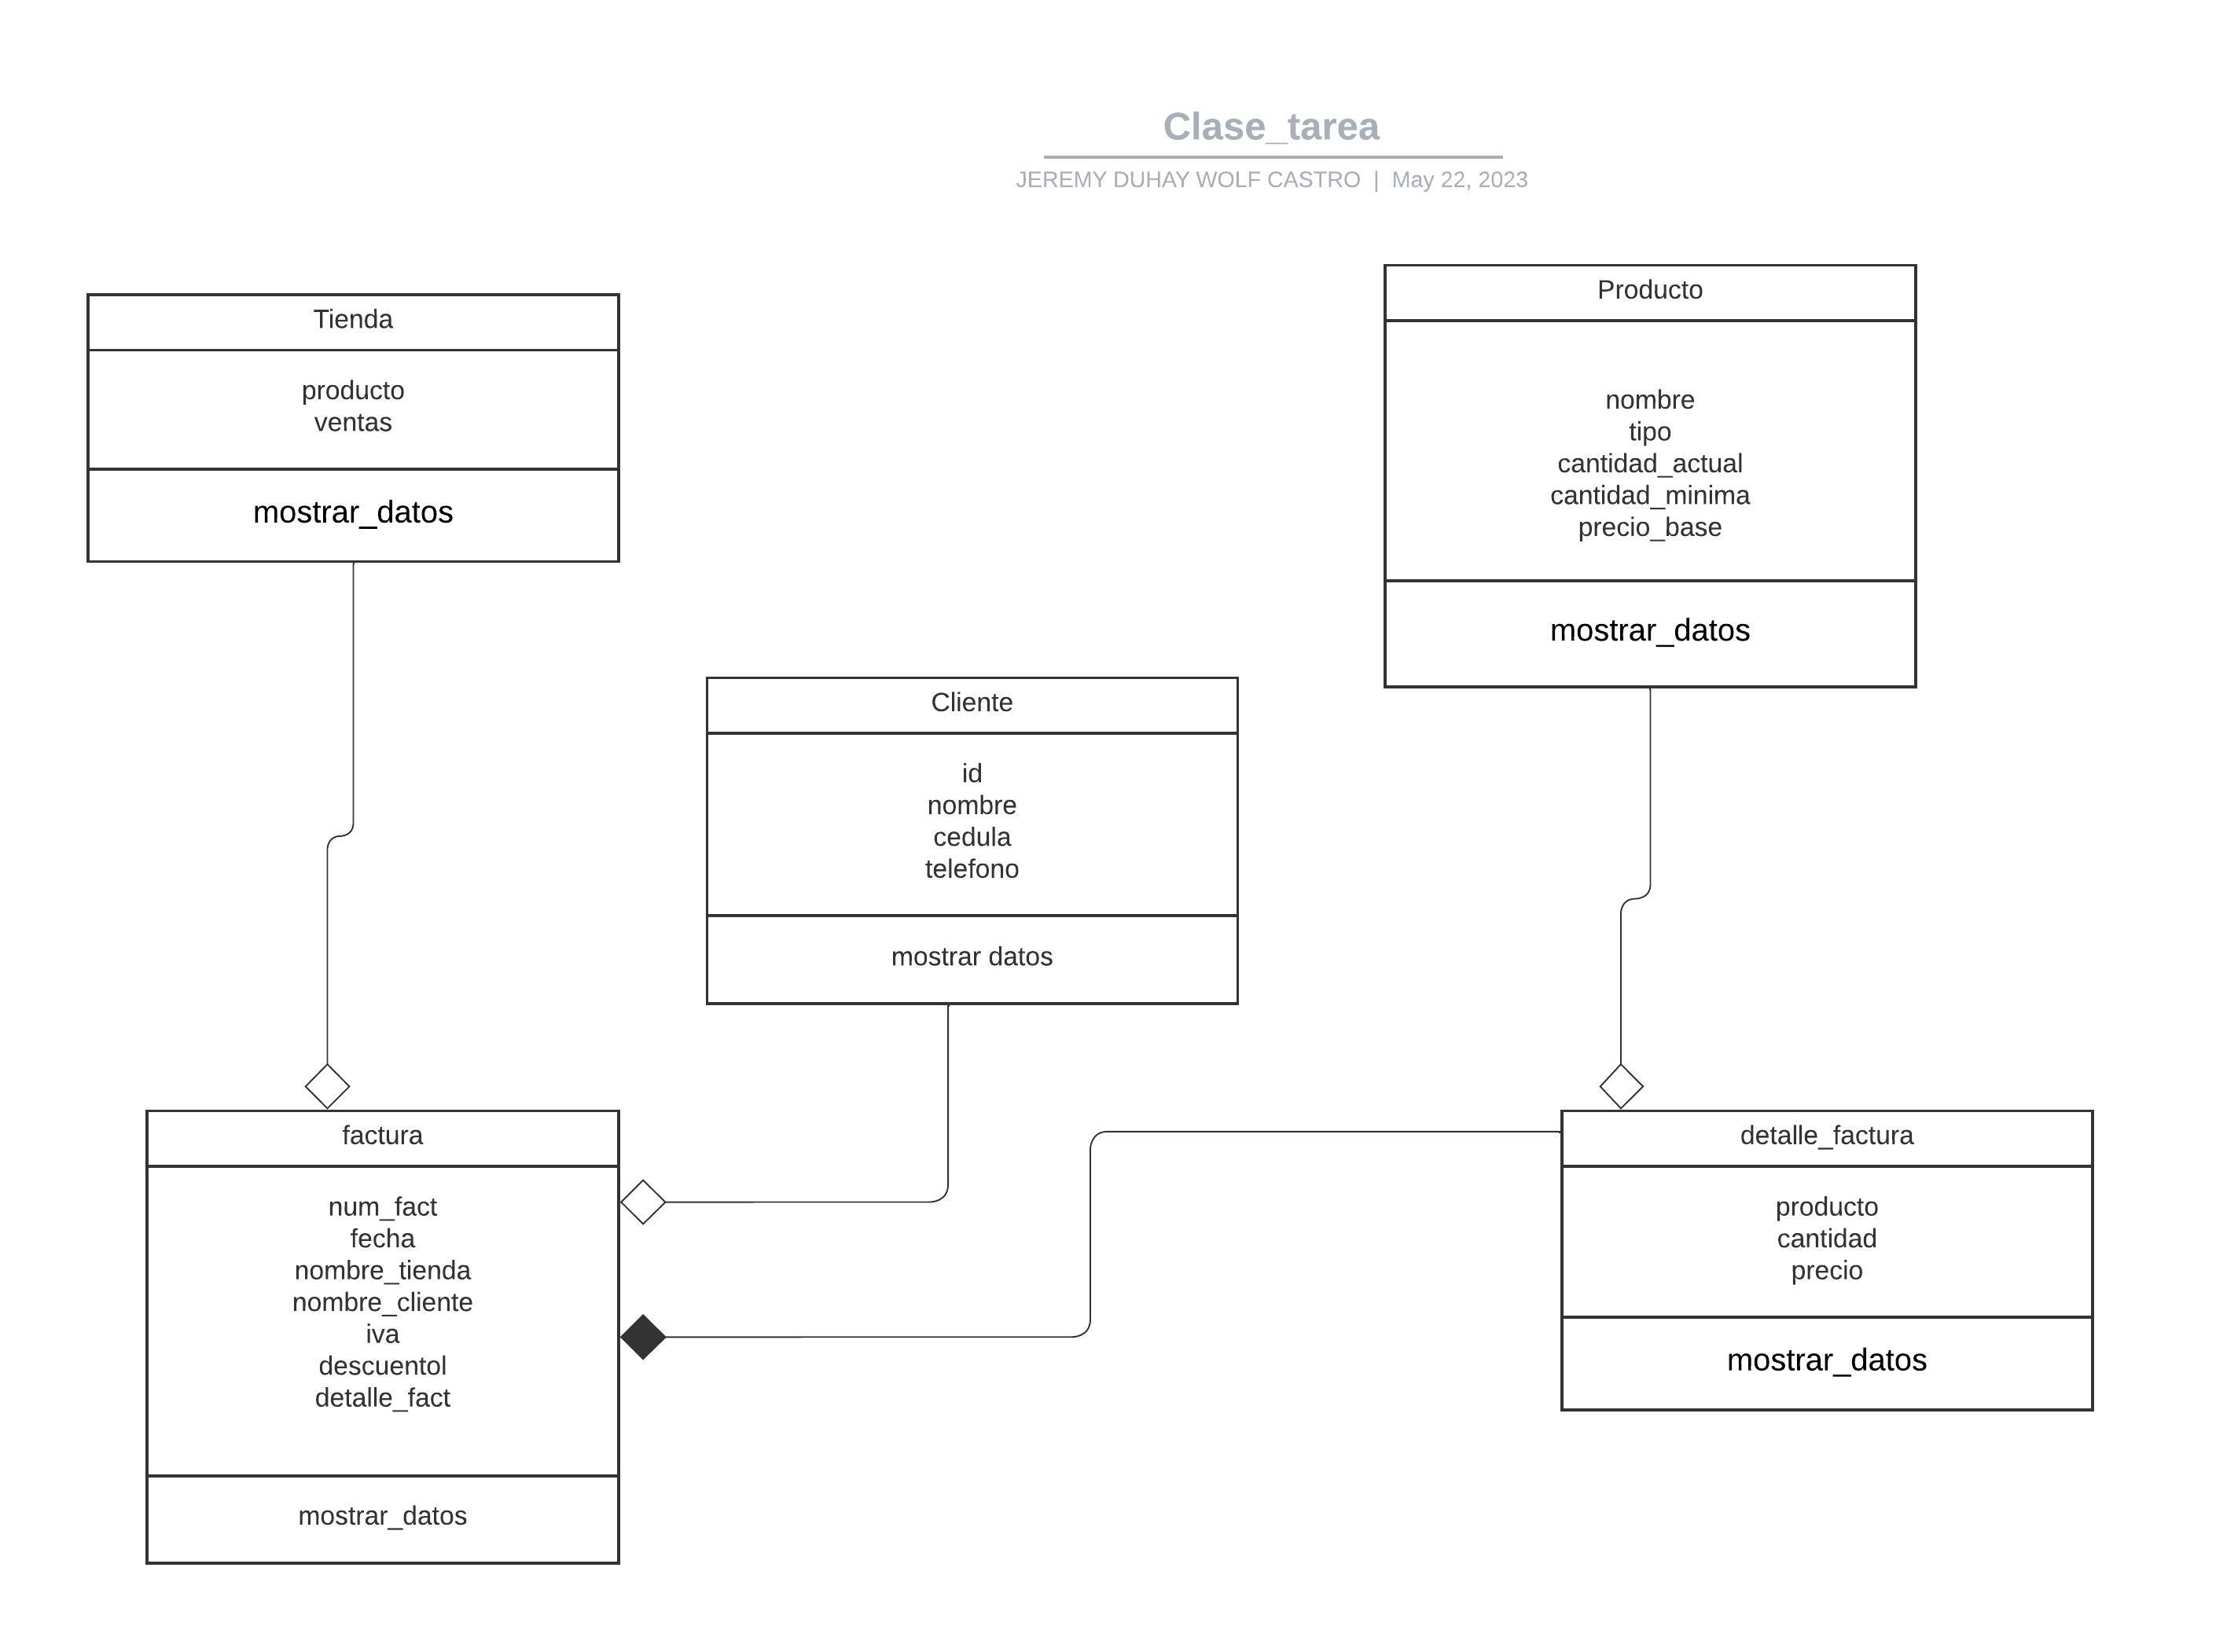 Clase_tarea
JEREMY DUHAY WOLF CASTRO | May 22, 2023
Tienda
producto
ventas
mostrar_datos
Producto
nombre
tipo
cantidad_actual
cantidad_minima
precio_base
mostrar_datos
Cliente
id
nombre
cedula
telefono
mostrar datos
factura
num_fact
fecha
nombre_tienda
nombre_cliente
iva
descuentol
detalle_fact
mostrar_datos
detalle_factura
producto
cantidad
precio
mostrar_datos